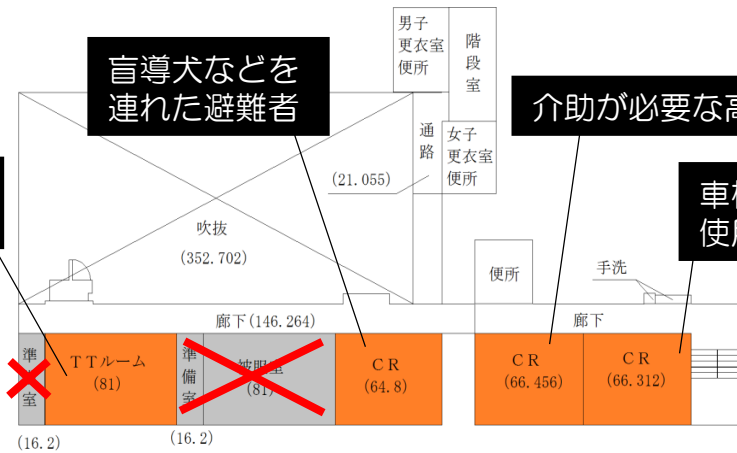 男子
更衣室
便所
階
段
室
盲導犬などを
連れた避難者
介助が必要な高
通
路
女子
更衣室
便所
(21.055)
車
使
吹抜
(352.702)
便所
手洗
廊下(146.264)
廊下
準
室
TTルーム
(81)
準
備
室
被服室
(81)
CR
(64.8)
CR
(66.456)
CR
(66.312)
(16.2)
(16.2)